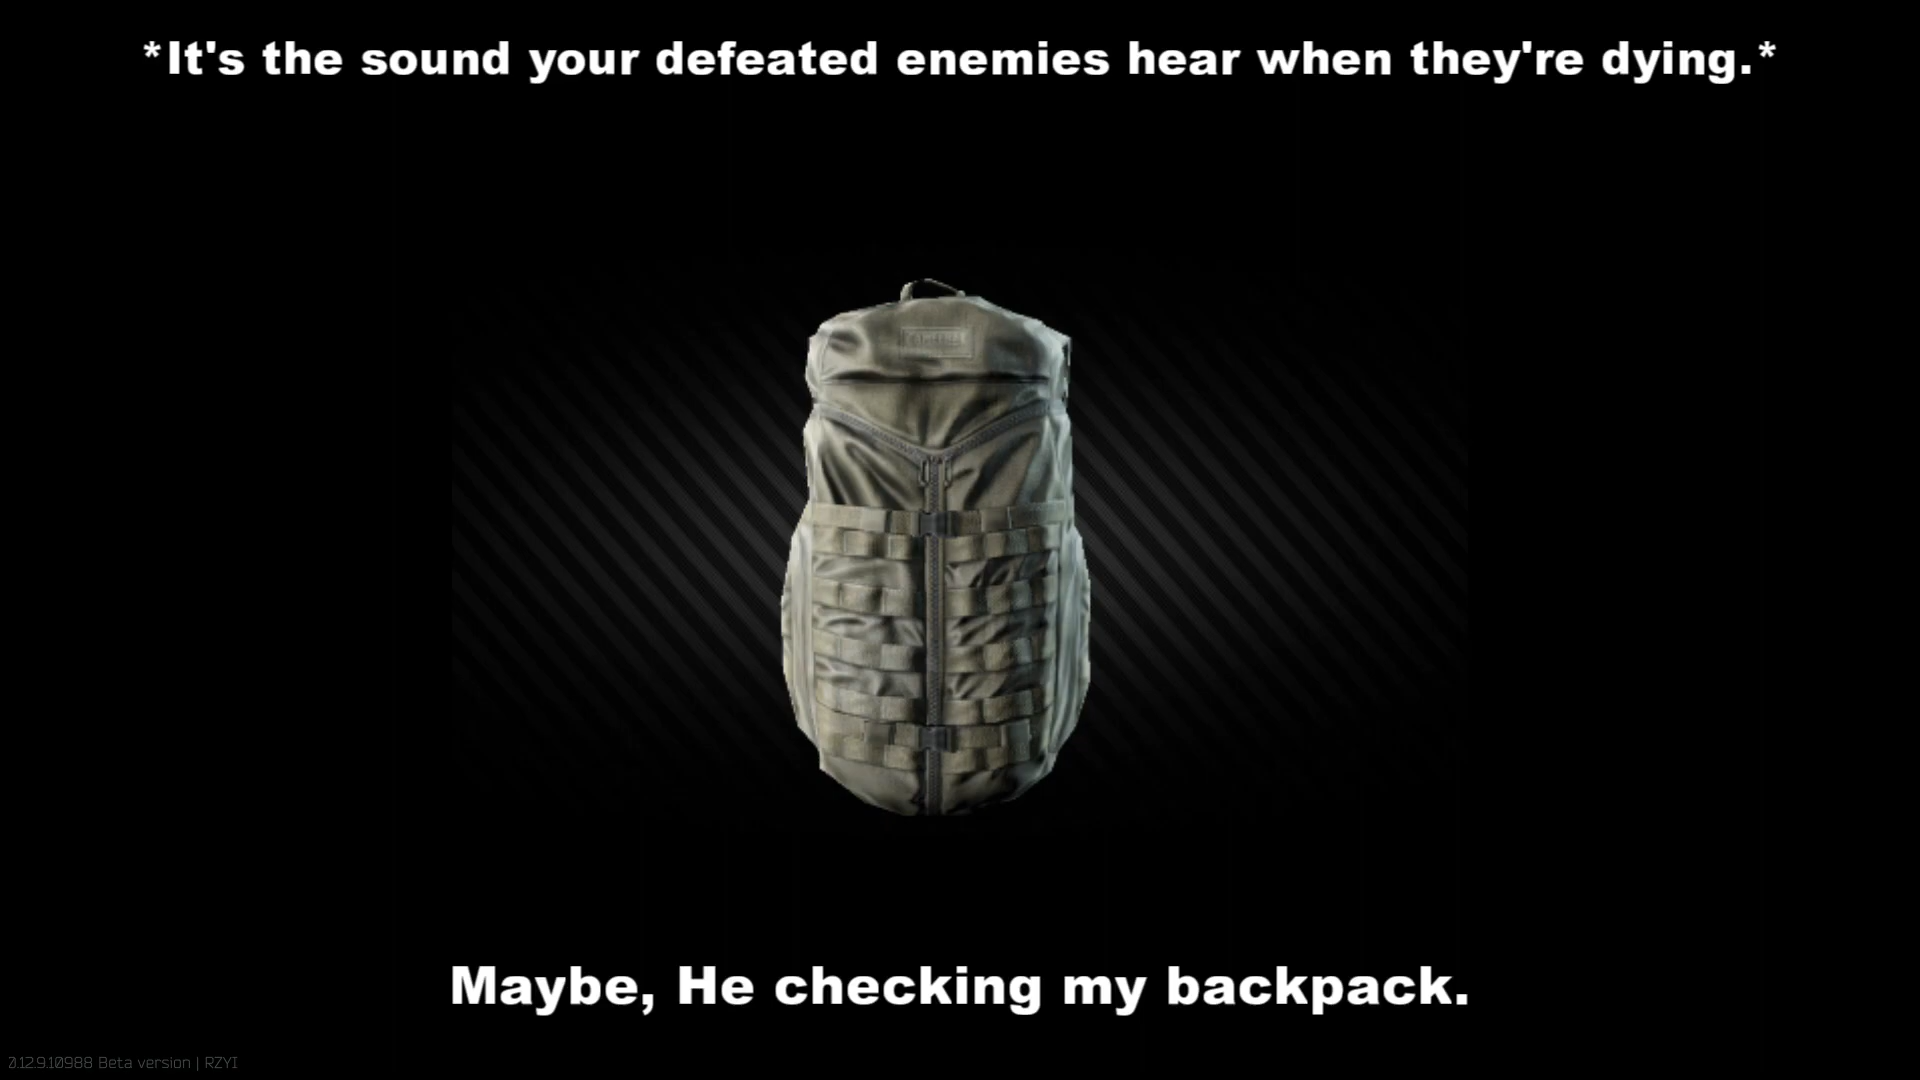 *It's the sound your defeated enemies hear when they're dying.*
Maybe, He checking my backpack.
0.12.9.10988 Beta version | RZYI